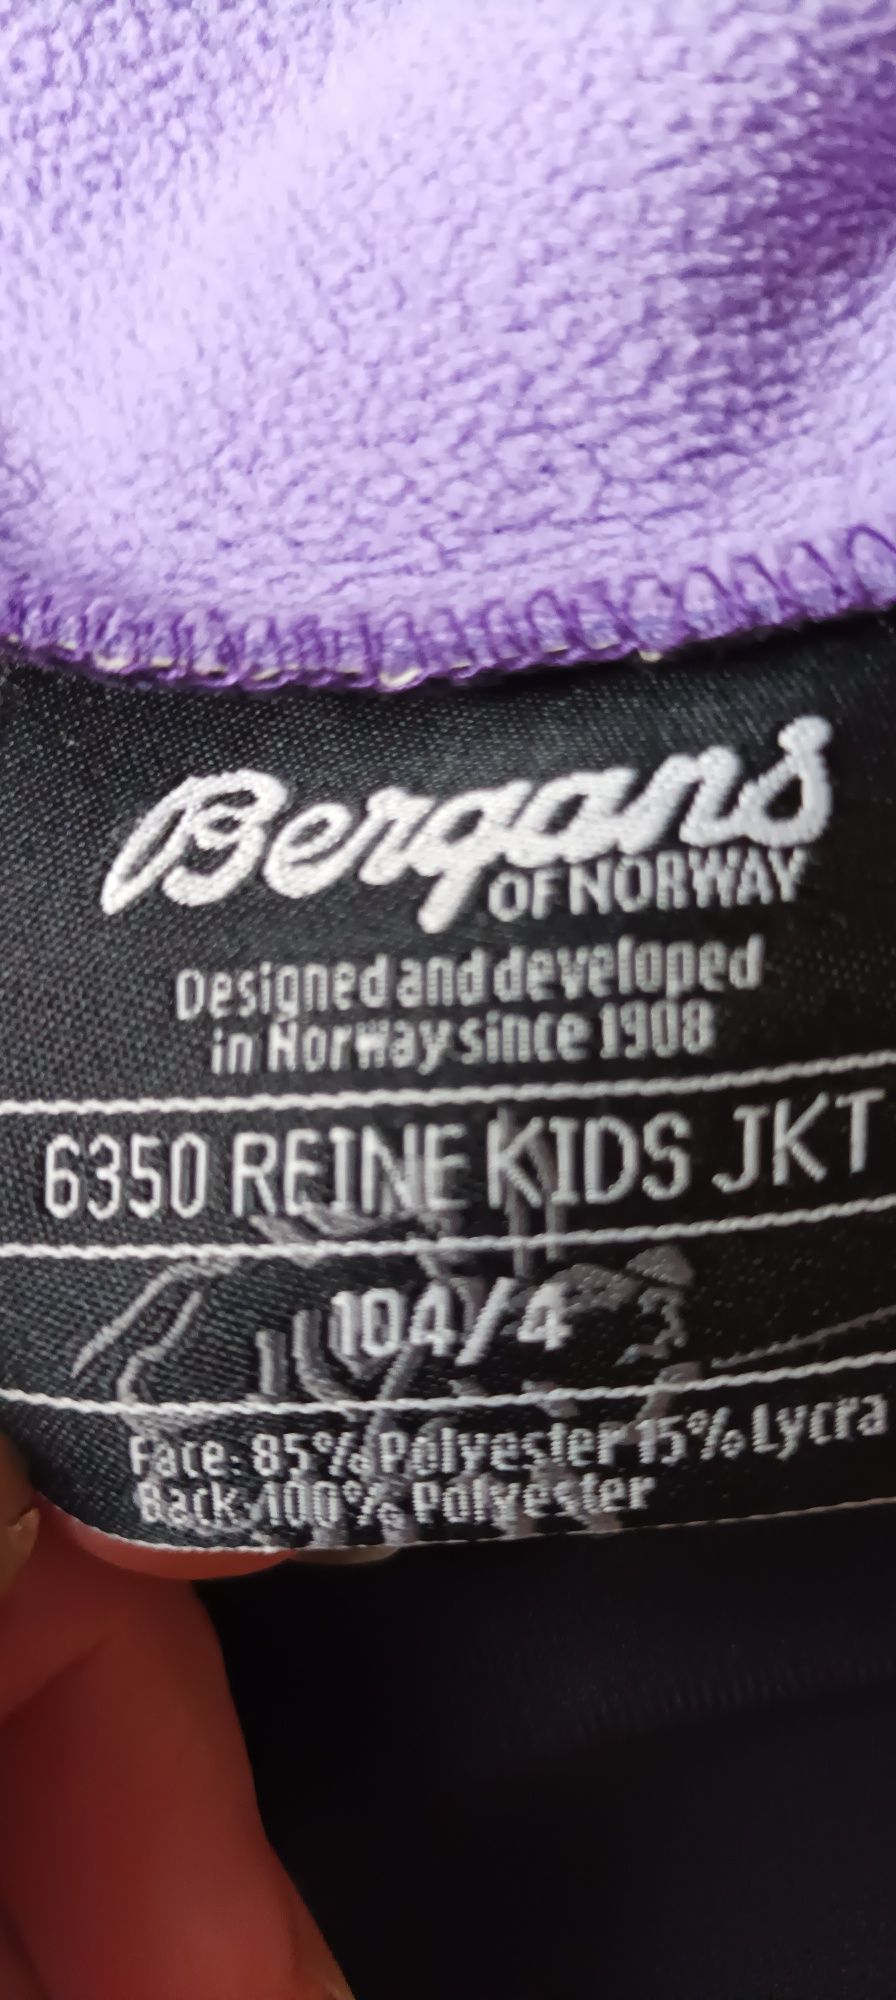 Bergans
OF NORWAY
Designed and developed
in Norway since 1908
6350 REINE KIDS JKT
104/4
Face: 85% Polyester 15% Lycra
Back: 100% Polyester